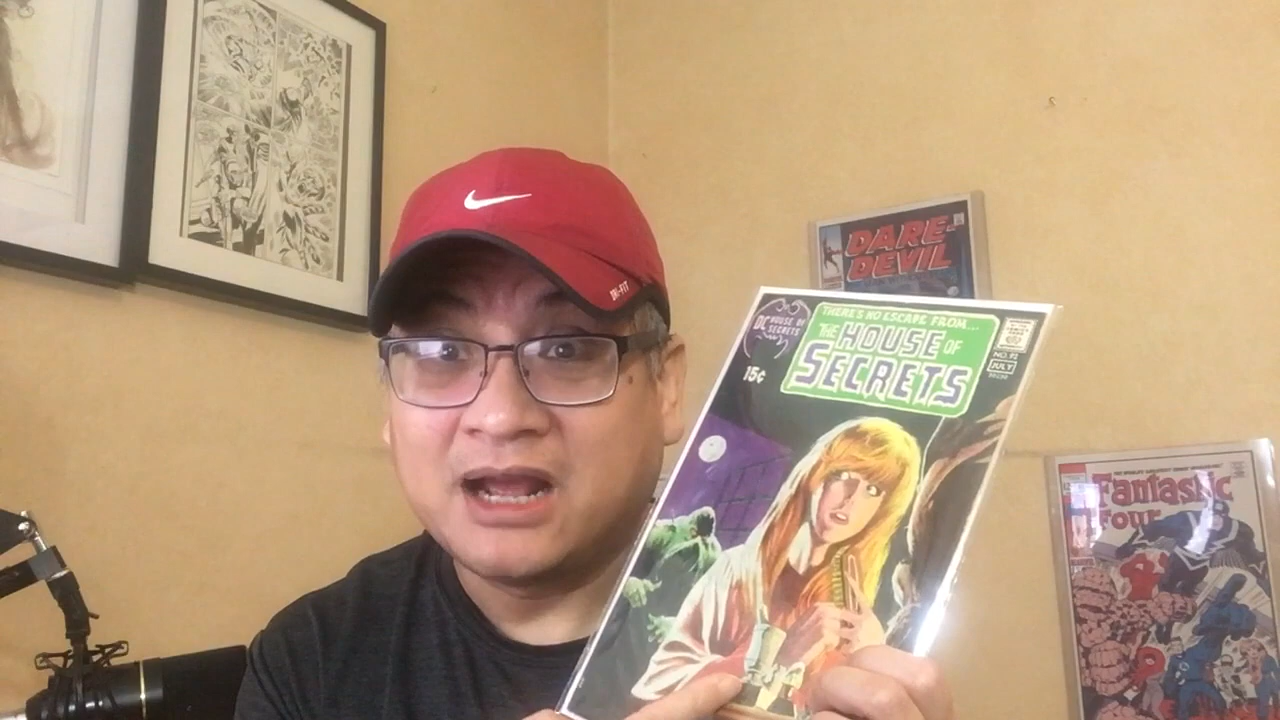 DRI-FIT
DARE-
DEVIL
DC
HOUSE OF
SECRETS
THERE'S NO ESCAPE FROM...
THE HOUSE OF
SECRETS
15¢
NO. 92
JULY
Fantastic
Four